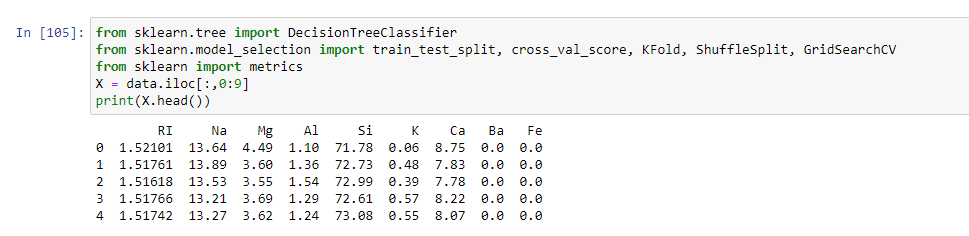 In [105]: from sklearn.tree import DecisionTreeClassifier
from sklearn.model_selection import train_test_split, cross_val_score, KFold, ShuffleSplit, GridSearchCV
from sklearn import metrics
X = data.iloc[:,0:9]
print(X.head())
RI Na Mg Al Si K Ca Ba Fe
0 1.52101 13.64 4.49 1.10 71.78 0.06 8.75 0.0 0.0
1 1.51761 13.89 3.60 1.36 72.73 0.48 7.83 0.0 0.0
2 1.51618 13.53 3.55 1.54 72.99 0.39 7.78 0.0 0.0
3 1.51766 13.21 3.69 1.29 72.61 0.57 8.22 0.0 0.0
4 1.51742 13.27 3.62 1.24 73.08 0.55 8.07 0.0 0.0